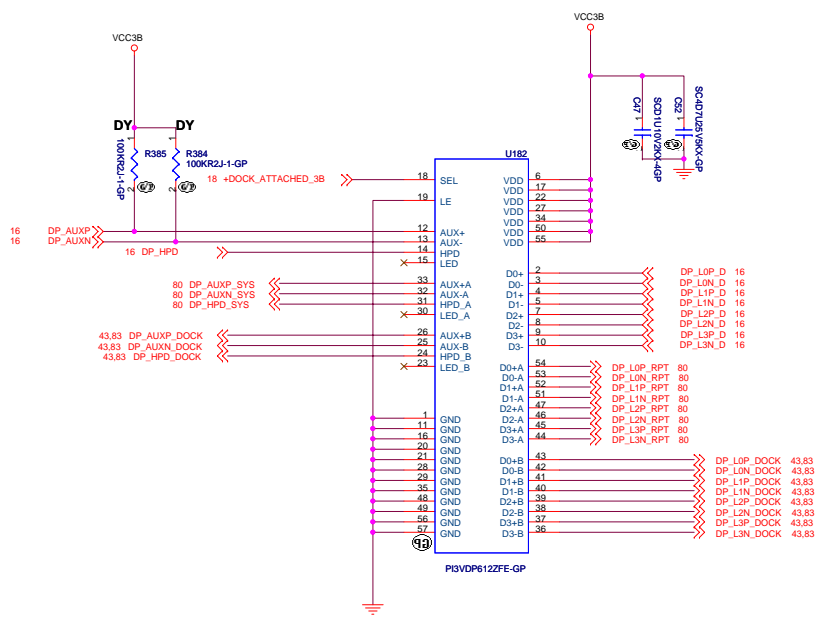 VCC3B
VCC3B
DY
DY
1
1
R385
100KR2J-1-GP
2
R384
100KR2J-1-GP
2
C47
1
SCD1U10V2KX-4GP
C52
1
SC4D7U25V5KX-GP
U182
18 +DOCK_ATTACHED_3B
18 SEL
19 LE
16 DP_AUXP
12 AUX+
16 DP_AUXN
13 AUX-
16 DP_HPD
14 HPD
15 LED
80 DP_AUXP_SYS
33 AUX+A
80 DP_AUXN_SYS
32 AUX-A
80 DP_HPD_SYS
31 HPD_A
30 LED_A
43,83 DP_AUXP_DOCK
26 AUX+B
43,83 DP_AUXN_DOCK
25 AUX-B
43,83 DP_HPD_DOCK
24 HPD_B
23 LED_B
1 GND
11 GND
16 GND
20 GND
21 GND
28 GND
29 GND
35 GND
48 GND
49 GND
56 GND
57 GND
VDD 6
VDD 17
VDD 22
VDD 27
VDD 34
VDD 50
VDD 55
D0+ 2 DP_L0P_D 16
D0- 3 DP_L0N_D 16
D1+ 4 DP_L1P_D 16
D1- 5 DP_L1N_D 16
D2+ 7 DP_L2P_D 16
D2- 8 DP_L2N_D 16
D3+ 9 DP_L3P_D 16
D3- 10 DP_L3N_D 16
D0+A 54 DP_L0P_RPT 80
D0-A 53 DP_L0N_RPT 80
D1+A 52 DP_L1P_RPT 80
D1-A 51 DP_L1N_RPT 80
D2+A 47 DP_L2P_RPT 80
D2-A 46 DP_L2N_RPT 80
D3+A 45 DP_L3P_RPT 80
D3-A 44 DP_L3N_RPT 80
D0+B 43 DP_L0P_DOCK 43,83
D0-B 42 DP_L0N_DOCK 43,83
D1+B 41 DP_L1P_DOCK 43,83
D1-B 40 DP_L1N_DOCK 43,83
D2+B 39 DP_L2P_DOCK 43,83
D2-B 38 DP_L2N_DOCK 43,83
D3+B 37 DP_L3P_DOCK 43,83
D3-B 36 DP_L3N_DOCK 43,83
PI3VDP612ZFE-GP